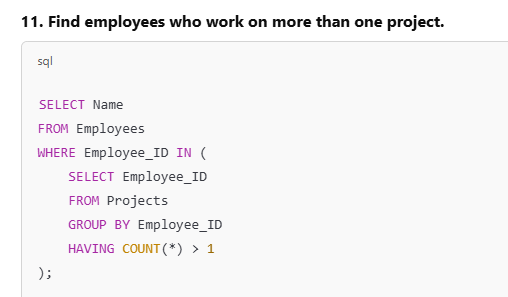 11. Find employees who work on more than one project.
sql
SELECT Name
FROM Employees
WHERE Employee_ID IN (
    SELECT Employee_ID
    FROM Projects
    GROUP BY Employee_ID
    HAVING COUNT(*) > 1
);